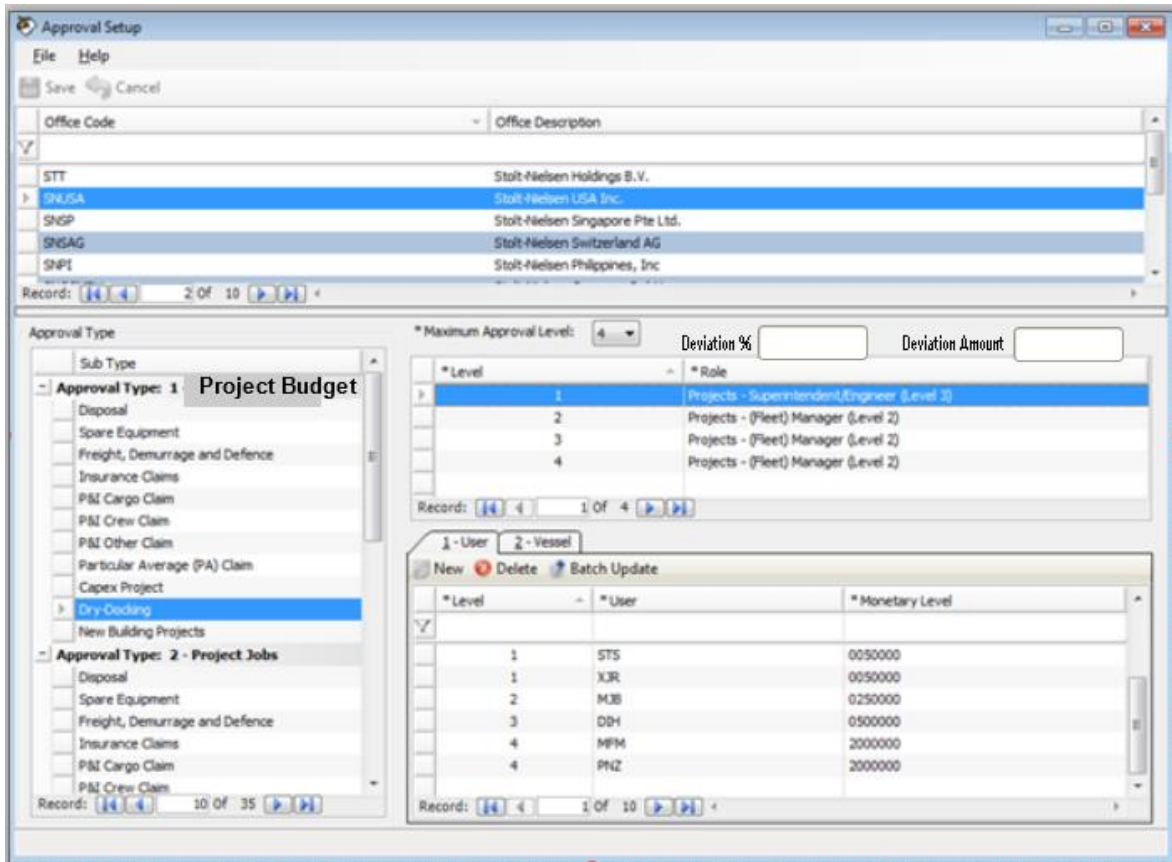 Approval Setup
File Help
Save Cancel
Office Code Office Description
STT Stolt-Nielsen Holdings B.V.
SNUSA Stolt-Nielsen USA Inc.
SNSP Stolt-Nielsen Singapore Pte Ltd.
SNSAG Stolt-Nielsen Switzerland AG
SNPI Stolt-Nielsen Philippines, Inc
Record: 2 Of 10
Approval Type
Sub Type
Approval Type: 1 - Project Budget
Disposal
Spare Equipment
Freight, Demurrage and Defence
Insurance Claims
P&I Cargo Claim
P&I Crew Claim
P&I Other Claim
Particular Average (PA) Claim
Capex Project
Dry-Docking
New Building Projects
Approval Type: 2 - Project Jobs
Disposal
Spare Equipment
Freight, Demurrage and Defence
Insurance Claims
P&I Cargo Claim
P&I Crew Claim
Record: 10 Of 35
* Maximum Approval Level: 4 Deviation % Deviation Amount
* Level * Role
1 Projects - Superintendent/Engineer (Level 3)
2 Projects - (Fleet) Manager (Level 2)
3 Projects - (Fleet) Manager (Level 2)
4 Projects - (Fleet) Manager (Level 2)
Record: 1 Of 4
1 - User 2 - Vessel
New Delete Batch Update
* Level * User * Monetary Level
1 STS 0050000
1 XJR 0050000
2 MJB 0250000
3 DIH 0500000
4 MFM 2000000
4 PNZ 2000000
Record: 1 Of 10